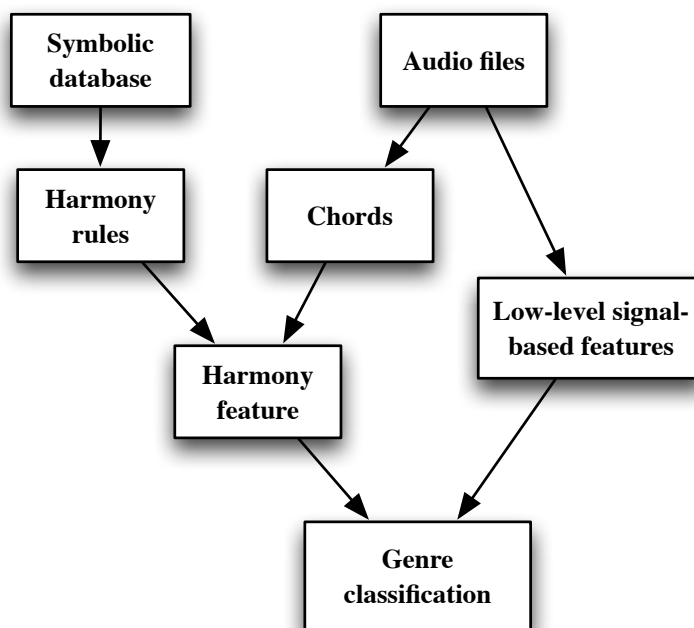 Symbolic
database
Audio files
Harmony
rules
Chords
Low-level signal-
based features
Harmony
feature
Genre
classification